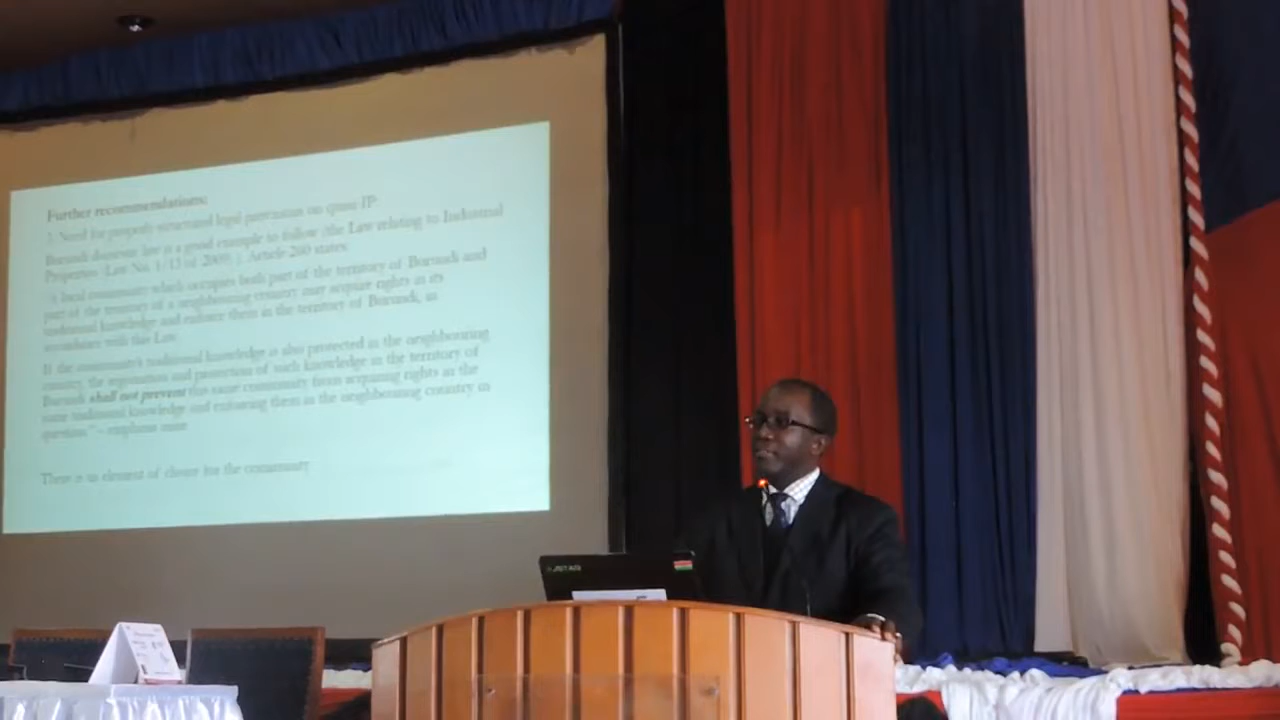 Further recommendations:
Need for properly structured legal provision on quasi IP:
Burundi domestic law is a good example to follow (the Law relating to Industrial
Properties (Law No. 1/13 of 2009). Article 260 states:
"A local community which occupies both part of the territory of Burundi and
part of the territory of a neighbouring country may acquire rights in its
traditional knowledge and enforce them in the territory of Burundi, in
accordance with this Law.
If the community's traditional knowledge is also protected in the neighbouring
country, the registration and protection of such knowledge in the territory of
Burundi shall not prevent this same community from acquiring rights in the
same traditional knowledge and enforcing them in the neighbouring country in
question." – emphasis mine
There is element of choice for the community